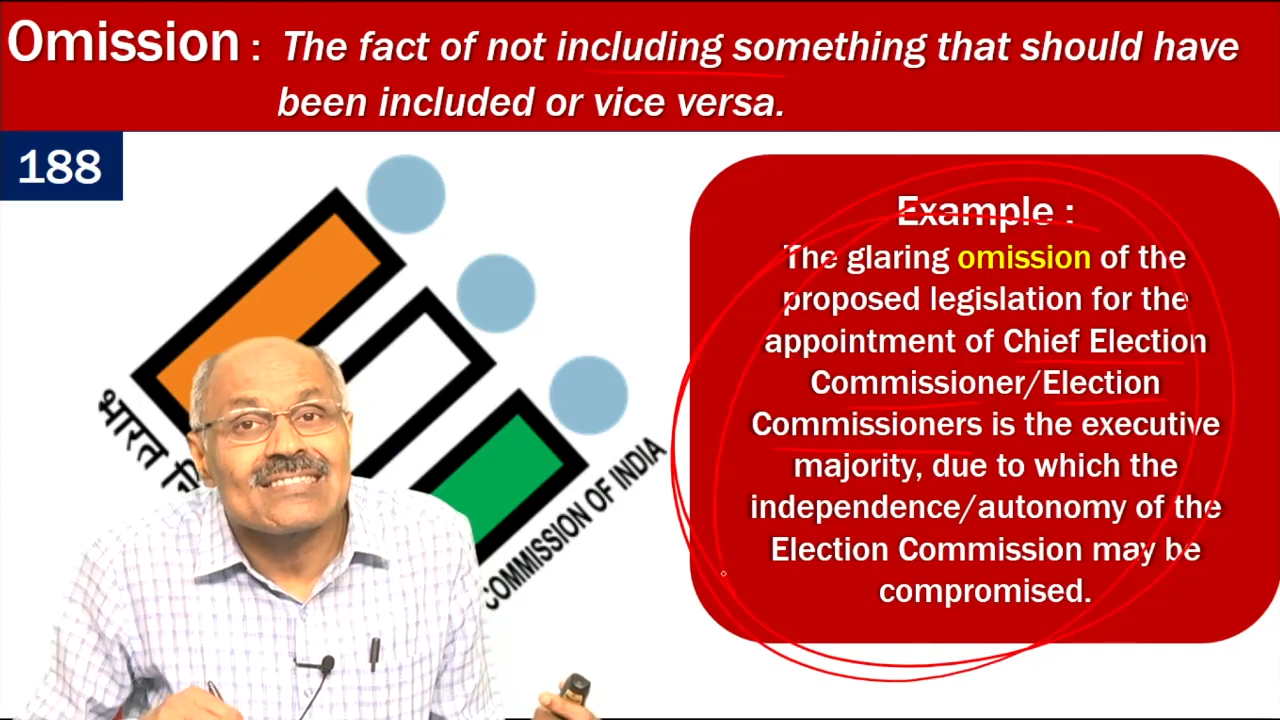 Omission : The fact of not including something that should have
been included or vice versa.
188
Example :
The glaring omission of the
proposed legislation for the
appointment of Chief Election
Commissioner/Election
Commissioners is the executive
majority, due to which the
independence/autonomy of the
Election Commission may be
compromised.
भारत
COMMISSION OF INDIA